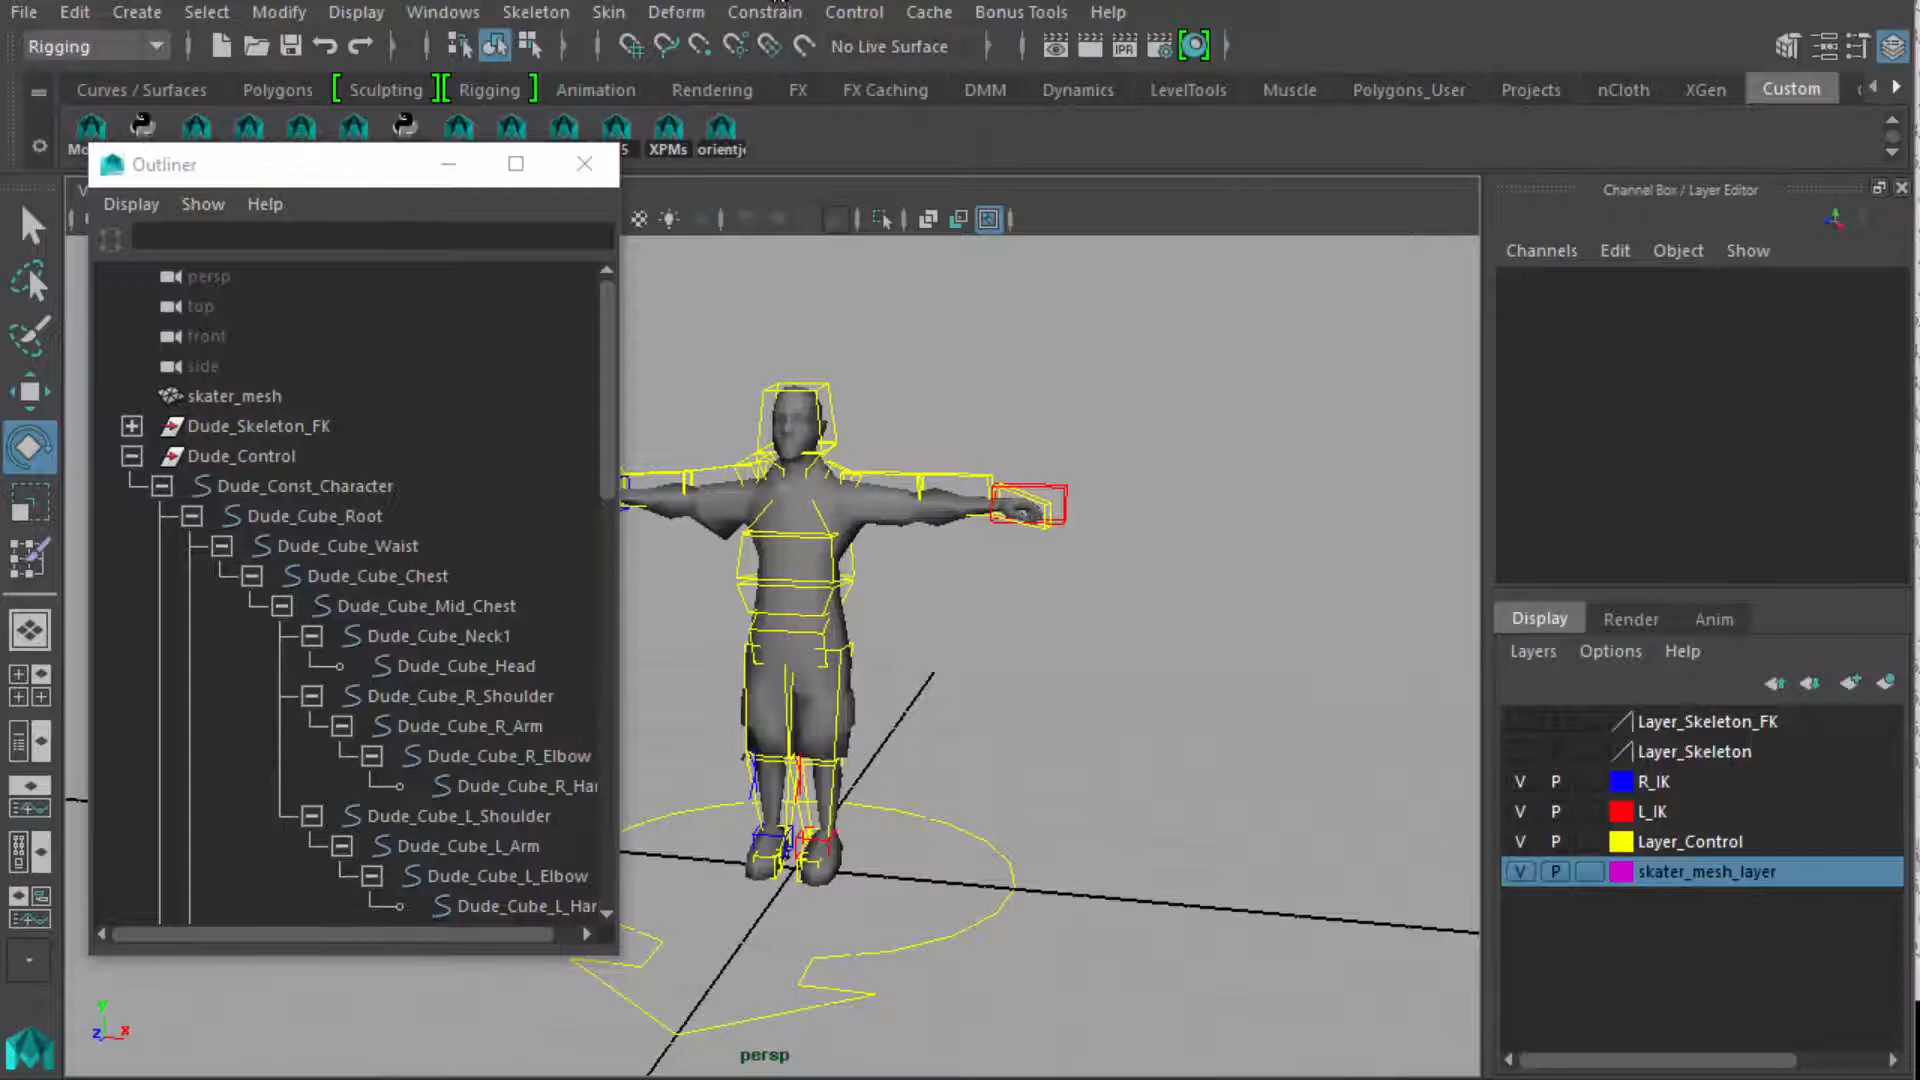 File Edit Create Select Modify Display Windows Skeleton Skin Deform Constrain Control Cache Bonus Tools Help
Rigging No Live Surface IPR
Curves / Surfaces Polygons Sculpting Rigging Animation Rendering FX FX Caching DMM Dynamics LevelTools Muscle Polygons_User Projects nCloth XGen Custom
XPMs
Outliner
Display Show Help
persp
top
front
side
skater_mesh
Dude_Skeleton_FK
Dude_Control
Dude_Const_Character
Dude_Cube_Root
Dude_Cube_Waist
Dude_Cube_Chest
Dude_Cube_Mid_Chest
Dude_Cube_Neck1
Dude_Cube_Head
Dude_Cube_R_Shoulder
Dude_Cube_R_Arm
Dude_Cube_R_Elbow
Dude_Cube_R_Har
Dude_Cube_L_Shoulder
Dude_Cube_L_Arm
Dude_Cube_L_Elbow
Dude_Cube_L_Har
y
z x
persp
Channel Box / Layer Editor
Channels Edit Object Show
Display Render Anim
Layers Options Help
Layer_Skeleton_FK
Layer_Skeleton
V P R_IK
V P L_IK
V P Layer_Control
V P skater_mesh_layer